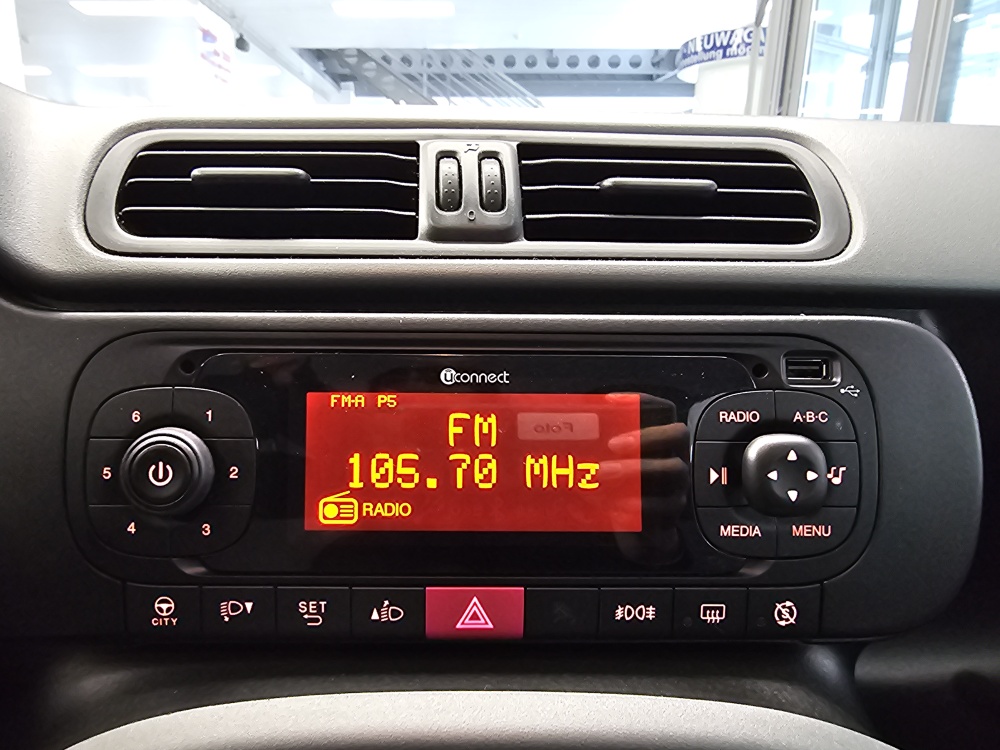 NEUWAG
uconnect
FM-A P5
FM
105.70 MHz
RADIO
6 1
5 2
4 3
RADIO A·B·C
MEDIA MENU
CITY
SET